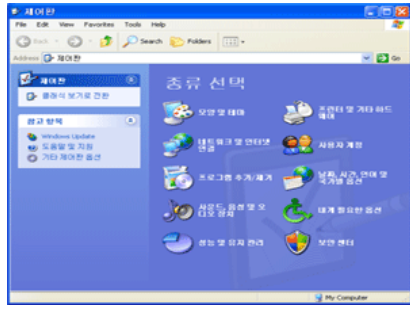 제어판
File Edit View Favorites Tools Help
Back Search Folders
Address 제어판 Go
제어판
클래식 보기로 전환
참고 항목
Windows Update
도움말 및 지원
기타 제어판 옵션
종류 선택
모양 및 테마
프린터 및 기타 하드
웨어
네트워크 및 인터넷
연결
사용자 계정
프로그램 추가/제거
날짜, 시간, 언어 및
국가별 옵션
사운드, 음성 및 오
디오 장치
내게 필요한 옵션
성능 및 유지 관리
보안 센터
My Computer